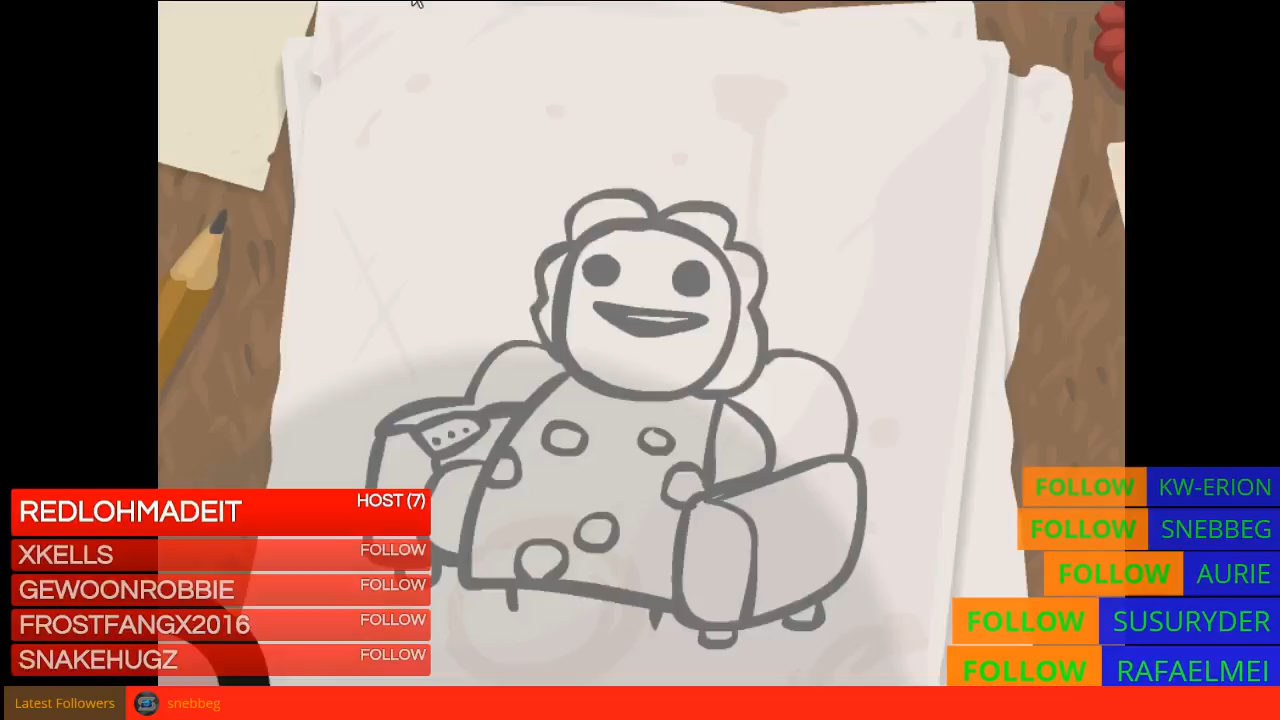 REDLOHMADEIT HOST (7)
XKELLS FOLLOW
GEWOONROBBIE FOLLOW
FROSTFANGX2016 FOLLOW
SNAKEHUGZ FOLLOW
FOLLOW KW-ERION
FOLLOW SNEBBEG
FOLLOW AURIE
FOLLOW SUSURYDER
FOLLOW RAFAELMEI
Latest Followers snebbeg